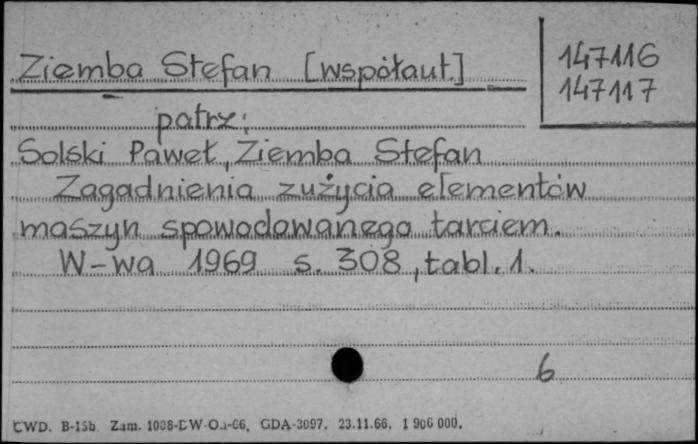 Ziemba Stefan [współaut.]
147116
147117
patrz:
Solski Paweł, Ziemba Stefan
Zagadnienia zużycia elementów
maszyn spowodowanego tarciem.
W-wa 1969 s. 308, tabl. 1.
6
CWD. B-15b Zam. 1008-DW-O.i-66, GDA-3097. 23.11.66. 1 906 000.